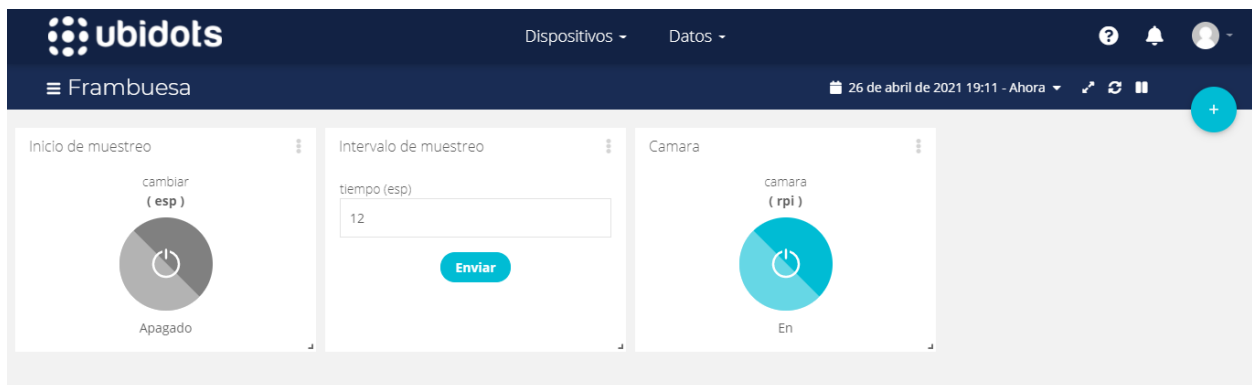 ubidots
Dispositivos
Datos
Frambuesa
26 de abril de 2021 19:11 - Ahora
Inicio de muestreo
cambiar
( esp )
Apagado
Intervalo de muestreo
tiempo (esp)
12
Enviar
Camara
camara
( rpi )
En